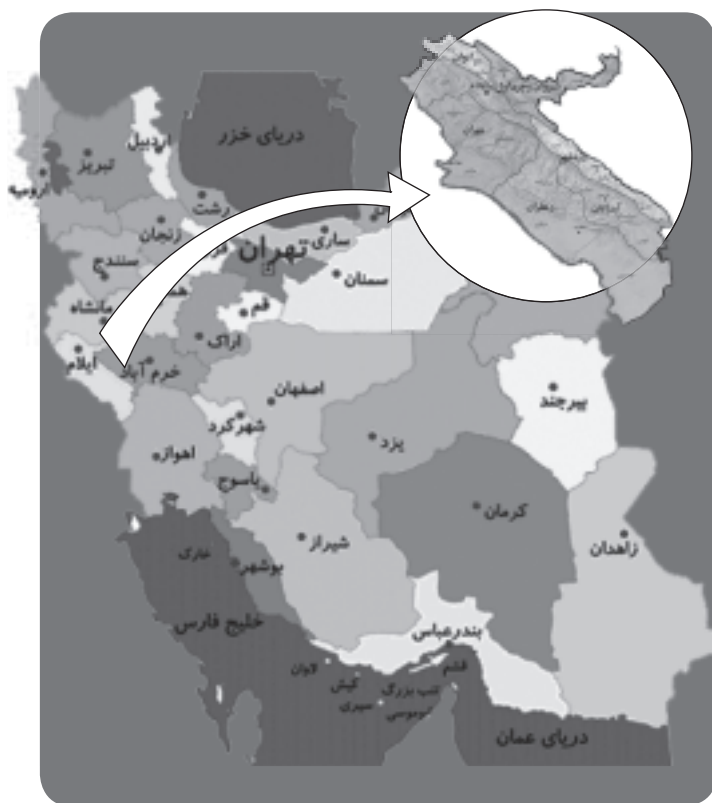 دریای خزر
اردبیل
تبریز
رشت
زنجان
ساری
تهران
سنندج
سمنان
قم
اراک
ایلام
خرم آباد
اصفهان
بیرجند
شهرکرد
یزد
اهواز
یاسوج
کرمان
شیراز
زاهدان
خارک
بوشهر
خلیج فارس
بندرعباس
لاوان
قشم
کیش
تنب بزرگ
سیری
ابوموسی
دریای عمان